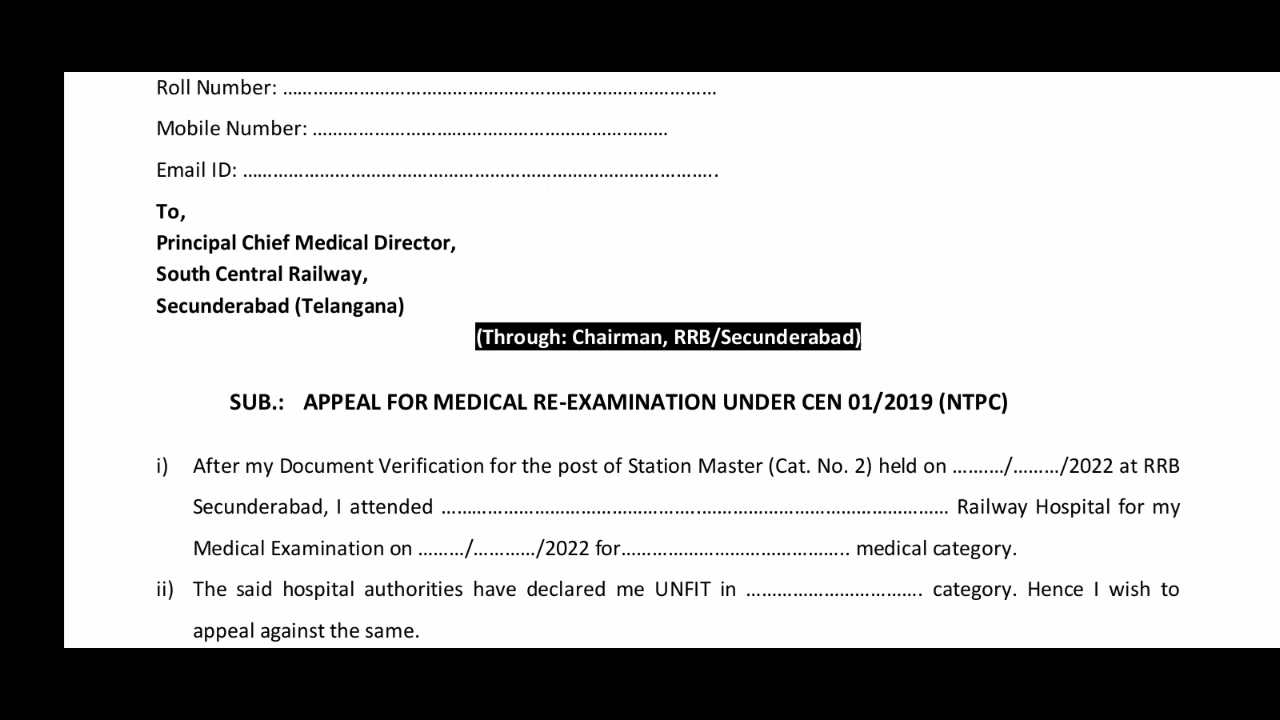 Roll Number: ……………………………………………………………………………
Mobile Number: ………………………………………………………………
Email ID: …………………………………………………………………………………..
To,
Principal Chief Medical Director,
South Central Railway,
Secunderabad (Telangana)
(Through: Chairman, RRB/Secunderabad)
SUB.: APPEAL FOR MEDICAL RE-EXAMINATION UNDER CEN 01/2019 (NTPC)
i) After my Document Verification for the post of Station Master (Cat. No. 2) held on ………./………/2022 at RRB
Secunderabad, I attended …………………………………………..………………………………………… Railway Hospital for my
Medical Examination on ………/…………/2022 for…………………………………….. medical category.
ii) The said hospital authorities have declared me UNFIT in ……………………………. category. Hence I wish to
appeal against the same.